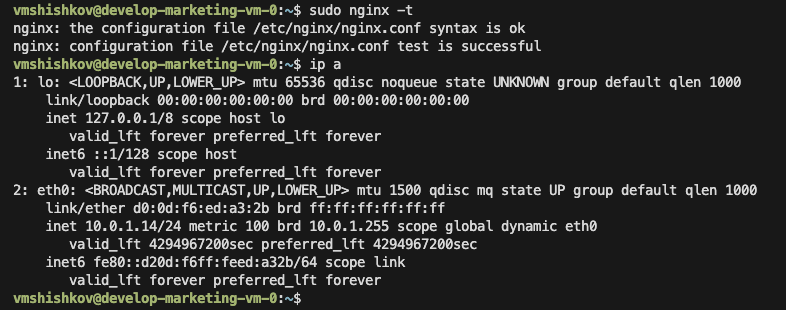 vmshishkov@develop-marketing-vm-0:~$ sudo nginx -t
nginx: the configuration file /etc/nginx/nginx.conf syntax is ok
nginx: configuration file /etc/nginx/nginx.conf test is successful
vmshishkov@develop-marketing-vm-0:~$ ip a
1: lo: <LOOPBACK,UP,LOWER_UP> mtu 65536 qdisc noqueue state UNKNOWN group default qlen 1000
    link/loopback 00:00:00:00:00:00 brd 00:00:00:00:00:00
    inet 127.0.0.1/8 scope host lo
       valid_lft forever preferred_lft forever
    inet6 ::1/128 scope host
       valid_lft forever preferred_lft forever
2: eth0: <BROADCAST,MULTICAST,UP,LOWER_UP> mtu 1500 qdisc mq state UP group default qlen 1000
    link/ether d0:0d:f6:ed:a3:2b brd ff:ff:ff:ff:ff:ff
    inet 10.0.1.14/24 metric 100 brd 10.0.1.255 scope global dynamic eth0
       valid_lft 4294967200sec preferred_lft 4294967200sec
    inet6 fe80::d20d:f6ff:feed:a32b/64 scope link
       valid_lft forever preferred_lft forever
vmshishkov@develop-marketing-vm-0:~$